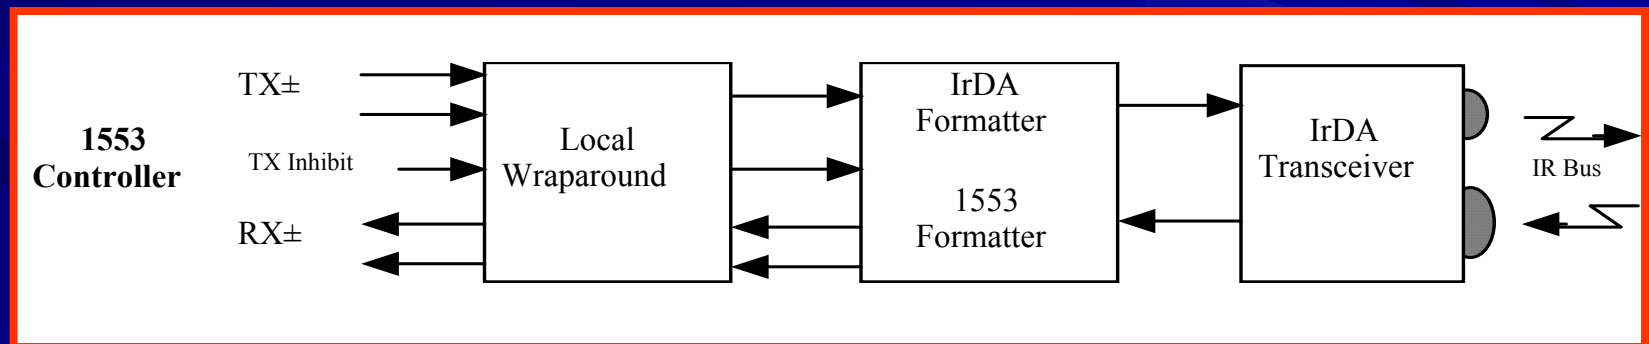 1553
Controller
TX±
TX Inhibit
RX±
Local
Wraparound
IrDA
Formatter
1553
Formatter
IrDA
Transceiver
IR Bus